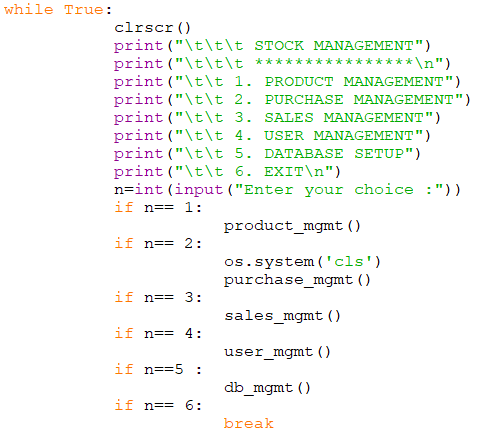 while True:
clrscr()
print("\t\t\t STOCK MANAGEMENT")
print("\t\t\t ****************\n")
print("\t\t 1. PRODUCT MANAGEMENT")
print("\t\t 2. PURCHASE MANAGEMENT")
print("\t\t 3. SALES MANAGEMENT")
print("\t\t 4. USER MANAGEMENT")
print("\t\t 5. DATABASE SETUP")
print("\t\t 6. EXIT\n")
n=int(input("Enter your choice :"))
if n== 1:
product_mgmt()
if n== 2:
os.system('cls')
purchase_mgmt()
if n== 3:
sales_mgmt()
if n== 4:
user_mgmt()
if n==5 :
db_mgmt()
if n== 6:
break